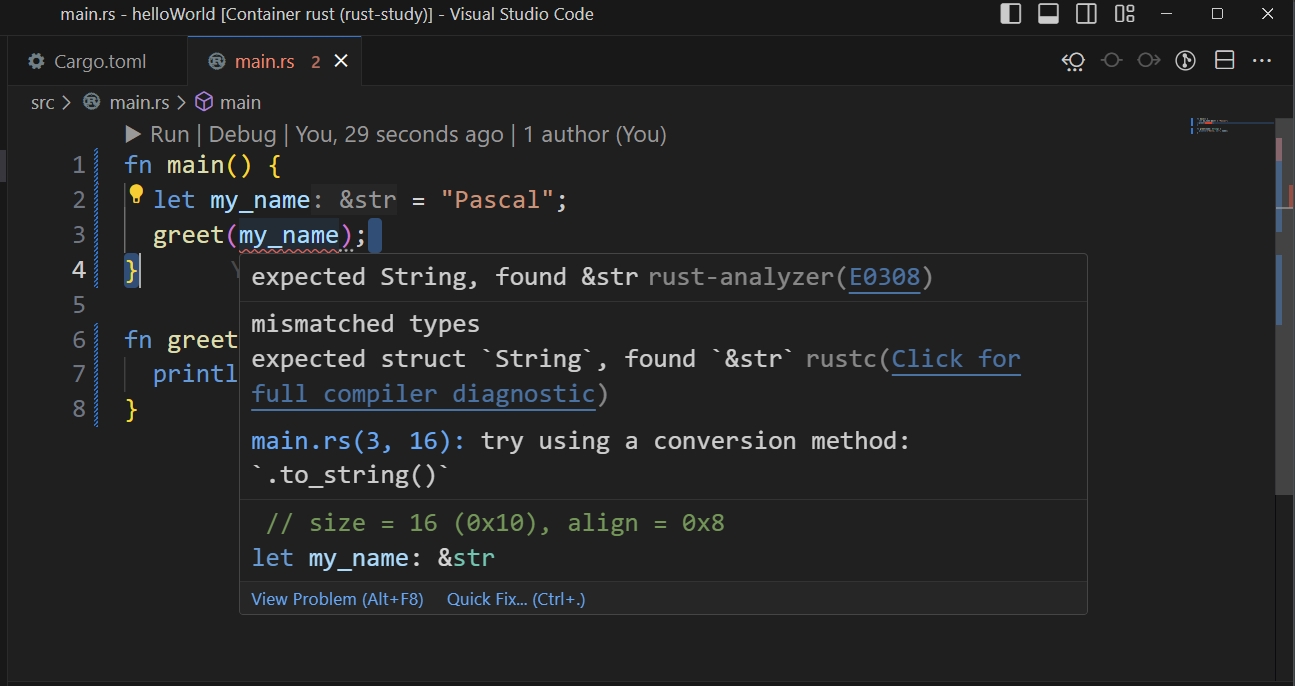 main.rs - helloWorld [Container rust (rust-study)] - Visual Studio Code
Cargo.toml
main.rs 2
src > main.rs > main
Run | Debug | You, 29 seconds ago | 1 author (You)
1 fn main() {
2 let my_name: &str = "Pascal";
3 greet(my_name);
4 }
5
6 fn greet
7 printl
8 }
expected String, found &str rust-analyzer(E0308)
mismatched types
expected struct `String`, found `&str` rustc(Click for
full compiler diagnostic)
main.rs(3, 16): try using a conversion method:
`.to_string()`
// size = 16 (0x10), align = 0x8
let my_name: &str
View Problem (Alt+F8) Quick Fix... (Ctrl+.)